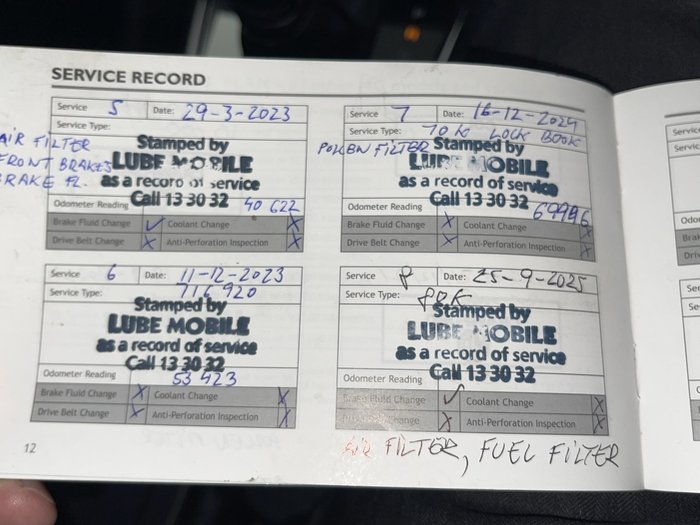 SERVICE RECORD
Service 5 Date: 29-3-2023
Service Type:
AIR FILTER
FRONT BRAKES
BRAKE FL.
Stamped by
LUBE MOBILE
as a record of service
Call 13 30 32
Odometer Reading 40 622
Brake Fluid Change ✓ Coolant Change X
Drive Belt Change X Anti-Perforation Inspection X
Service 6 Date: 11-12-2023
Service Type: 716920
Stamped by
LUBE MOBILE
as a record of service
Call 13 30 32
Odometer Reading 53 423
Brake Fluid Change X Coolant Change X
Drive Belt Change X Anti-Perforation Inspection X
Service 7 Date: 16-12-2024
Service Type: 70 K LOCK BOOK
POLEN FILTER
Stamped by
LUBE MOBILE
as a record of service
Call 13 30 32
Odometer Reading 69996
Brake Fluid Change X Coolant Change X
Drive Belt Change X Anti-Perforation Inspection X
Service 8 Date: 25-9-2025
Service Type: 80K
Stamped by
LUBE MOBILE
as a record of service
Call 13 30 32
Odometer Reading
Brake Fluid Change ✓ Coolant Change X
Drive Belt Change X Anti-Perforation Inspection X
AIR FILTER, FUEL FILTER
12